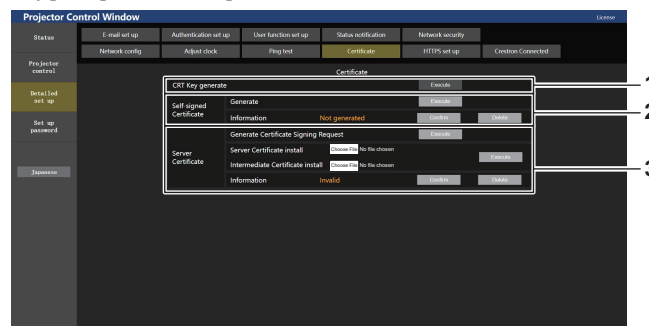 Projector Control Window
License
Status
E-mail set up
Authentication set up
User function set up
Status notification
Network security
Network config
Adjust clock
Ping test
Certificate
HTTPS set up
Crestron Connected
Projector
control
Detailed
set up
Set up
password
Japanese
Certificate
CRT Key generate
Execute
1
Self-signed
Certificate
Generate
Execute
2
Information
Not generated
Confirm
Delete
Server
Certificate
Generate Certificate Signing Request
Execute
Server Certificate install
Choose File No file chosen
Execute
3
Intermediate Certificate install
Choose File No file chosen
Information
Invalid
Confirm
Delete